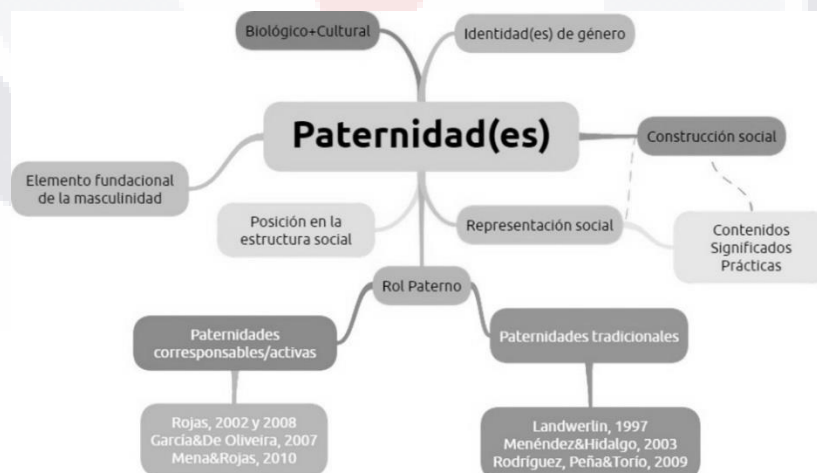 Biológico+Cultural
Identidad(es) de género
Paternidad(es)
Construcción social
Elemento fundacional
de la masculinidad
Posición en la
estructura social
Representación social
Contenidos
Significados
Prácticas
Rol Paterno
Paternidades
corresponsables/activas
Paternidades tradicionales
Rojas, 2002 y 2008
García&De Oliveira, 2007
Mena&Rojas, 2010
Landwerlin, 1997
Menéndez&Hidalgo, 2003
Rodríguez, Peña&Torío, 2009